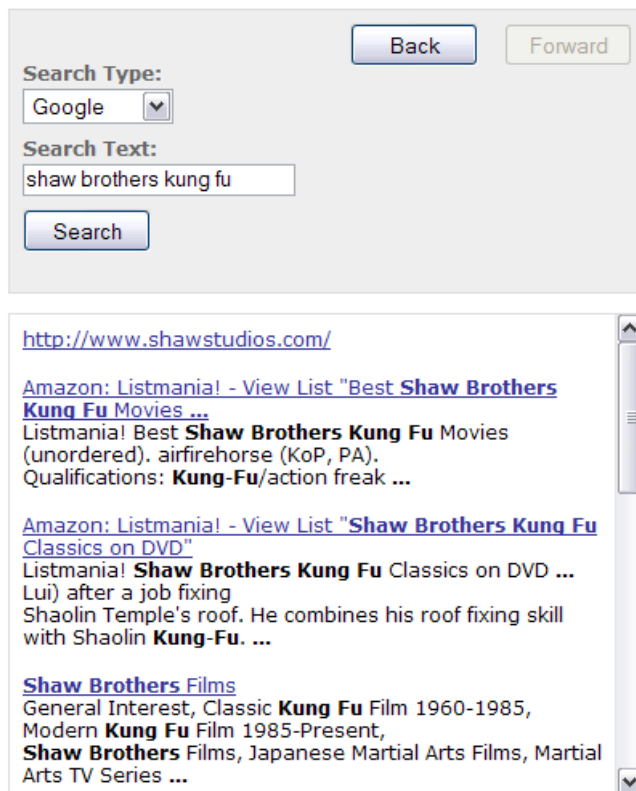 Back Forward
Search Type:
Google
Search Text:
shaw brothers kung fu
Search
http://www.shawstudios.com/
Amazon: Listmania! - View List "Best Shaw Brothers
Kung Fu Movies ...
Listmania! Best Shaw Brothers Kung Fu Movies
(unordered). airfirehorse (KoP, PA).
Qualifications: Kung-Fu/action freak ...
Amazon: Listmania! - View List "Shaw Brothers Kung Fu
Classics on DVD"
Listmania! Shaw Brothers Kung Fu Classics on DVD ...
Lui) after a job fixing
Shaolin Temple's roof. He combines his roof fixing skill
with Shaolin Kung-Fu. ...
Shaw Brothers Films
General Interest, Classic Kung Fu Film 1960-1985,
Modern Kung Fu Film 1985-Present,
Shaw Brothers Films, Japanese Martial Arts Films, Martial
Arts TV Series ...